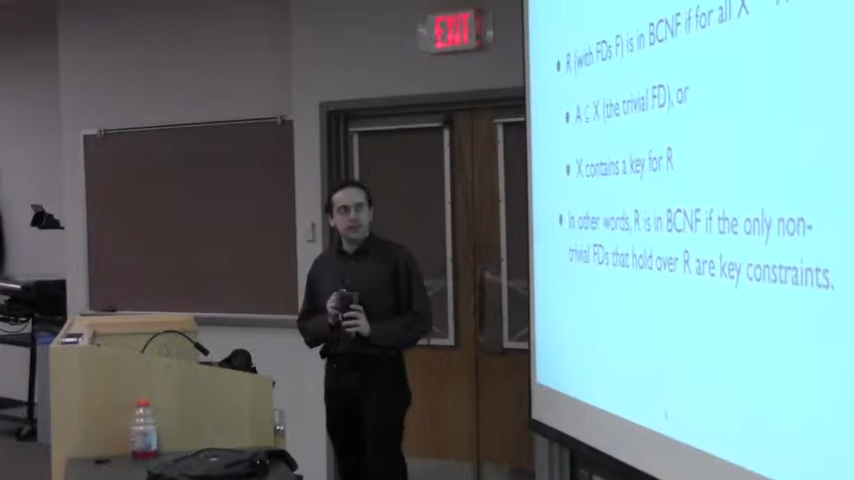 EXIT
R (with FDs F) is in BCNF if for all X
A ⊆ X (the trivial FD), or
X contains a key for R
In other words, R is in BCNF if the only non-
trivial FDs that hold over R are key constraints.